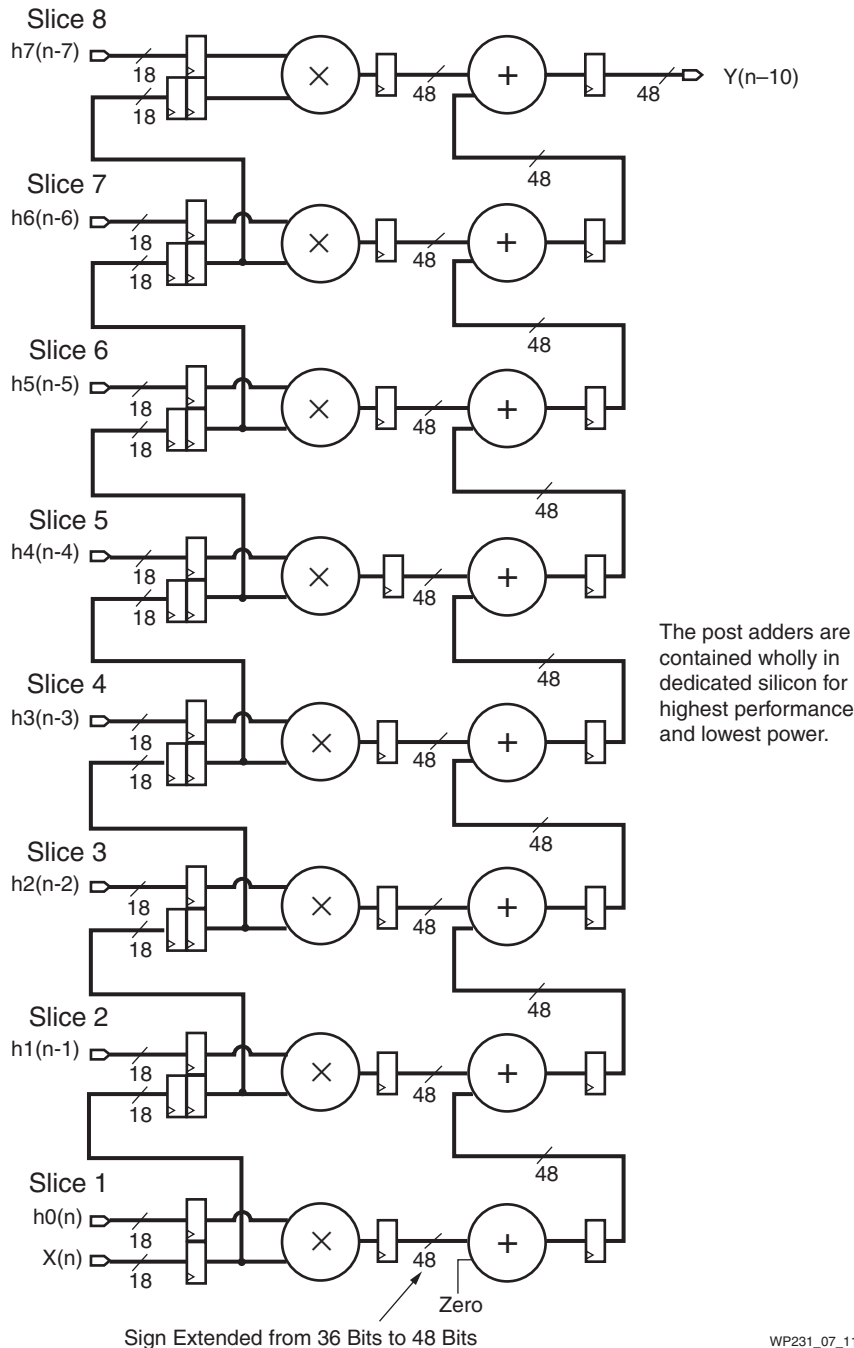 Slice 8
h7(n-7)
18
18
48
48
Y(n–10)
48
Slice 7
h6(n-6)
18
18
48
48
Slice 6
h5(n-5)
18
18
48
48
Slice 5
h4(n-4)
18
18
48
48
The post adders are
contained wholly in
dedicated silicon for
highest performance
and lowest power.
Slice 4
h3(n-3)
18
18
48
48
Slice 3
h2(n-2)
18
18
48
48
Slice 2
h1(n-1)
18
18
48
48
Slice 1
h0(n)
18
X(n)
18
48
Zero
Sign Extended from 36 Bits to 48 Bits